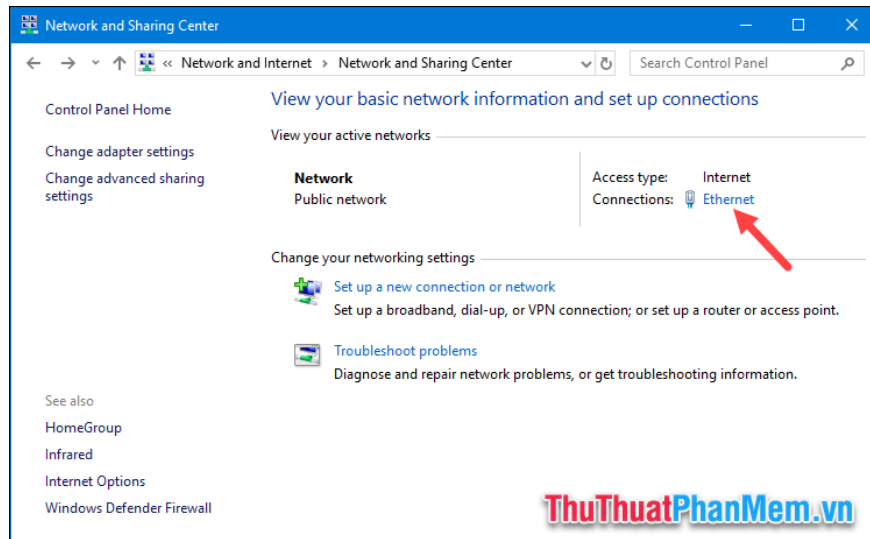 Network and Sharing Center
« Network and Internet › Network and Sharing Center
Search Control Panel
Control Panel Home
Change adapter settings
Change advanced sharing
settings
View your basic network information and set up connections
View your active networks
Network
Public network
Access type: Internet
Connections: Ethernet
Change your networking settings
Set up a new connection or network
Set up a broadband, dial-up, or VPN connection; or set up a router or access point.
Troubleshoot problems
Diagnose and repair network problems, or get troubleshooting information.
See also
HomeGroup
Infrared
Internet Options
Windows Defender Firewall
ThuThuatPhanMem.vn